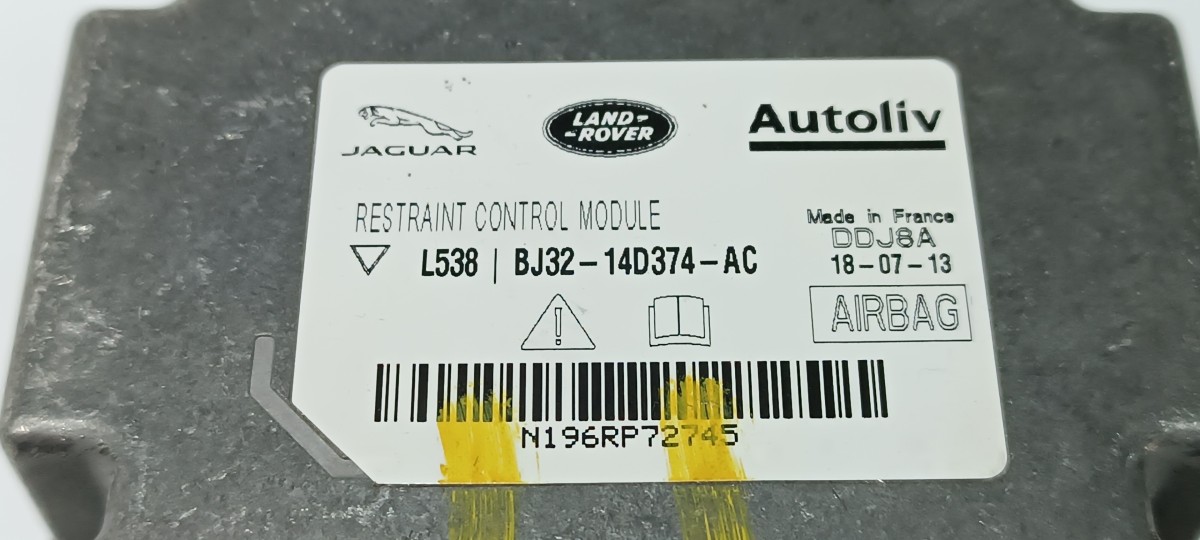 JAGUAR
LAND ROVER
Autoliv
RESTRAINT CONTROL MODULE
L538 | BJ32-14D374-AC
Made in France
DDJ8A
18-07-13
AIRBAG
N196RP72745